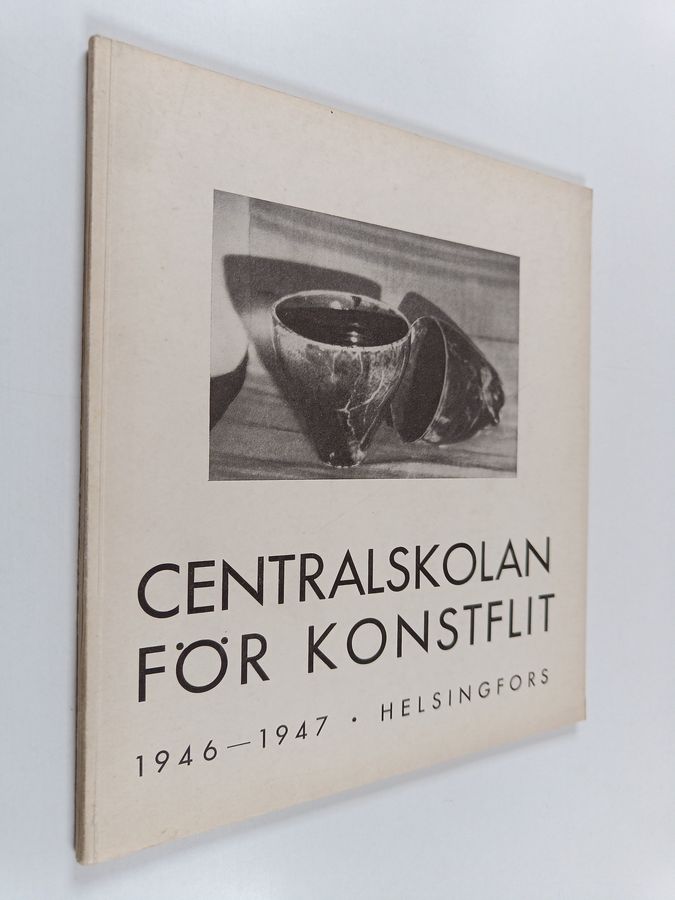 CENTRALSKOLAN
FÖR KONSTFLIT
1946—1947 · HELSINGFORS